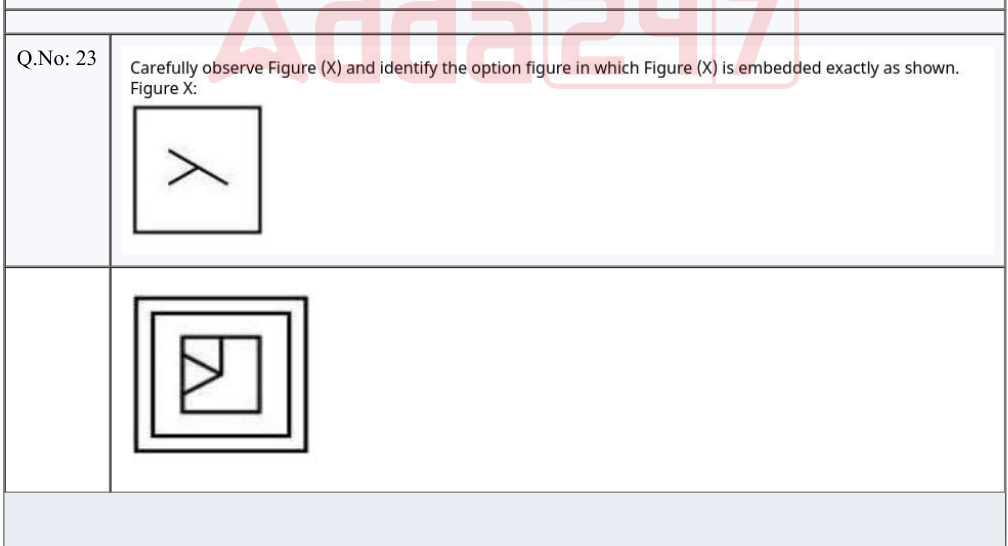 Adda247
Q.No: 23
Carefully observe Figure (X) and identify the option figure in which Figure (X) is embedded exactly as shown.
Figure X: